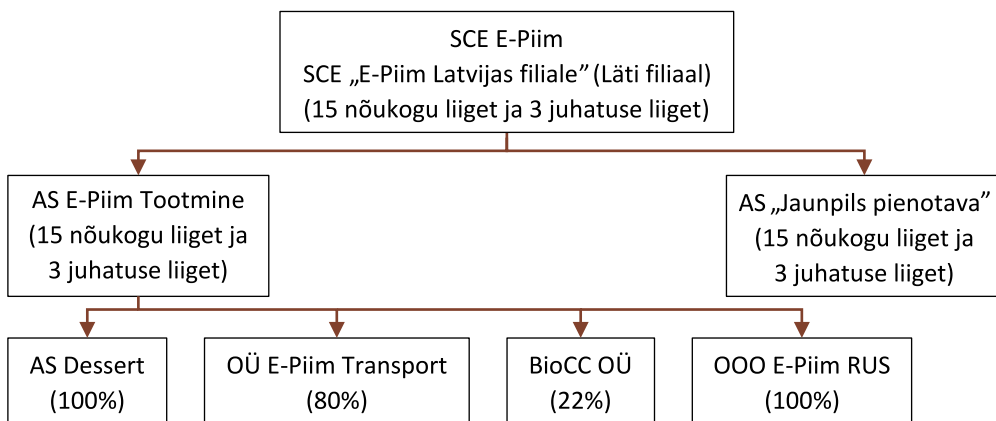 SCE E-Piim
SCE „E-Piim Latvijas filiale” (Läti filiaal)
(15 nõukogu liiget ja 3 juhatuse liiget)
AS E-Piim Tootmine
(15 nõukogu liiget ja
3 juhatuse liiget)
AS „Jaunpils pienotava”
(15 nõukogu liiget ja
3 juhatuse liiget)
AS Dessert
(100%)
OÜ E-Piim Transport
(80%)
BioCC OÜ
(22%)
OOO E-Piim RUS
(100%)